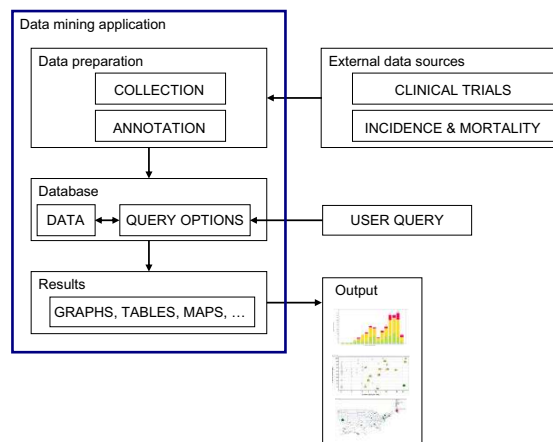 Data mining application
Data preparation
COLLECTION
ANNOTATION
External data sources
CLINICAL TRIALS
INCIDENCE & MORTALITY
Database
DATA
QUERY OPTIONS
USER QUERY
Results
GRAPHS, TABLES, MAPS, …
Output